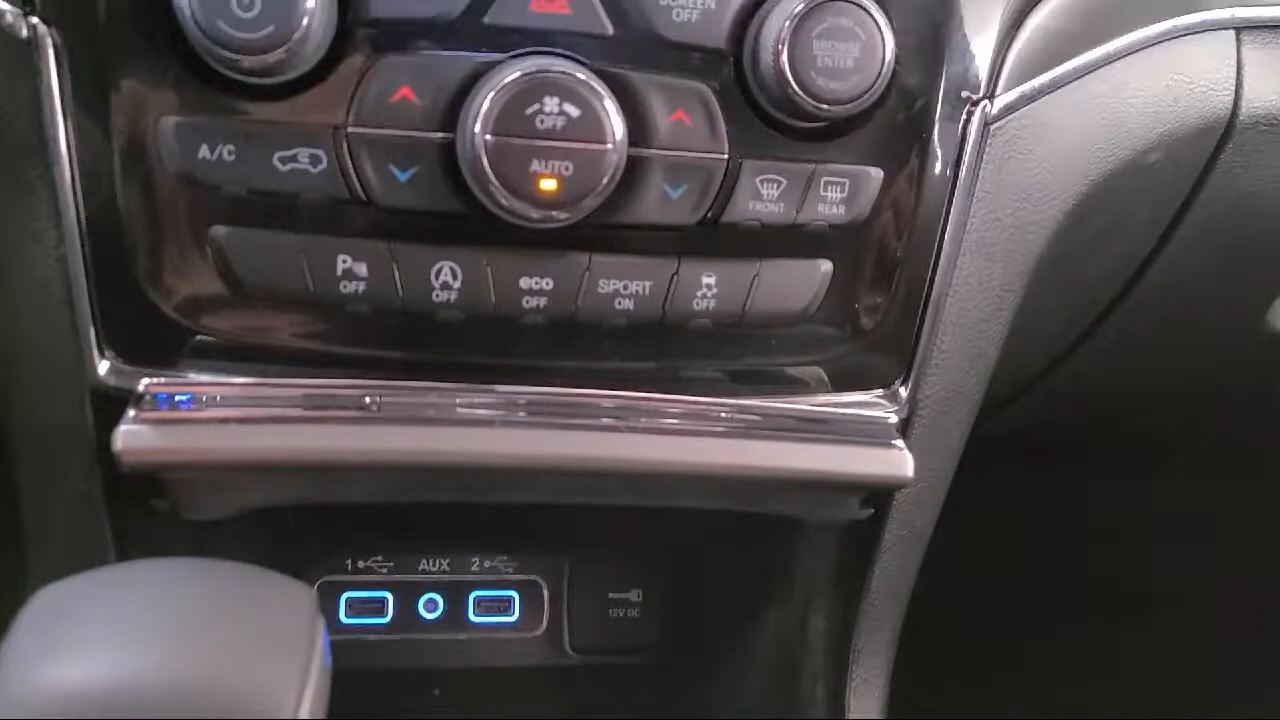 SCREEN
OFF
BROWSE
ENTER
OFF
A/C
AUTO
FRONT
REAR
P
OFF
A
OFF
eco
OFF
SPORT
ON
OFF
1
AUX
2
12V DC